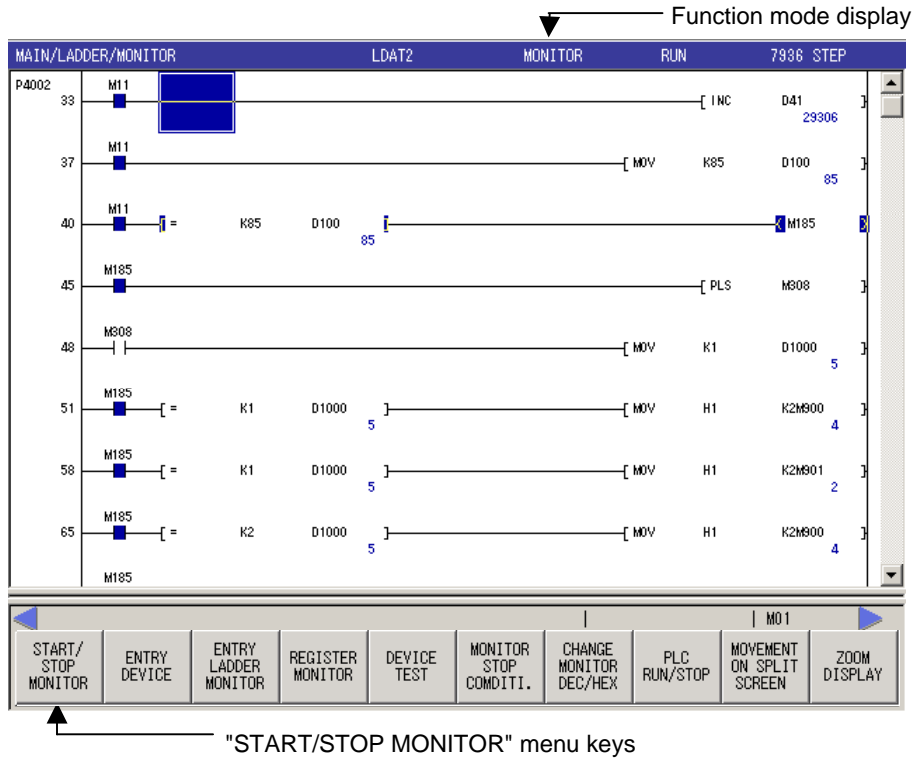 Function mode display
MAIN/LADDER/MONITOR LDAT2 MONITOR RUN 7936 STEP
P4002 M11
33 [ INC D41 ]
29306
M11
37 [ MOV K85 D100 ]
85
M11
40 [ = K85 D100 ] ( M185 )
85
M185
45 [ PLS M308 ]
M308
48 [ MOV K1 D1000 ]
5
M185
51 [ = K1 D1000 ] [ MOV H1 K2M900 ]
5 4
M185
58 [ = K1 D1000 ] [ MOV H1 K2M901 ]
5 2
M185
65 [ = K2 D1000 ] [ MOV H1 K2M900 ]
5 4
M185
| | M01
START/ STOP MONITOR
ENTRY DEVICE
ENTRY LADDER MONITOR
REGISTER MONITOR
DEVICE TEST
MONITOR STOP COMDITI.
CHANGE MONITOR DEC/HEX
PLC RUN/STOP
MOVEMENT ON SPLIT SCREEN
ZOOM DISPLAY
"START/STOP MONITOR" menu keys